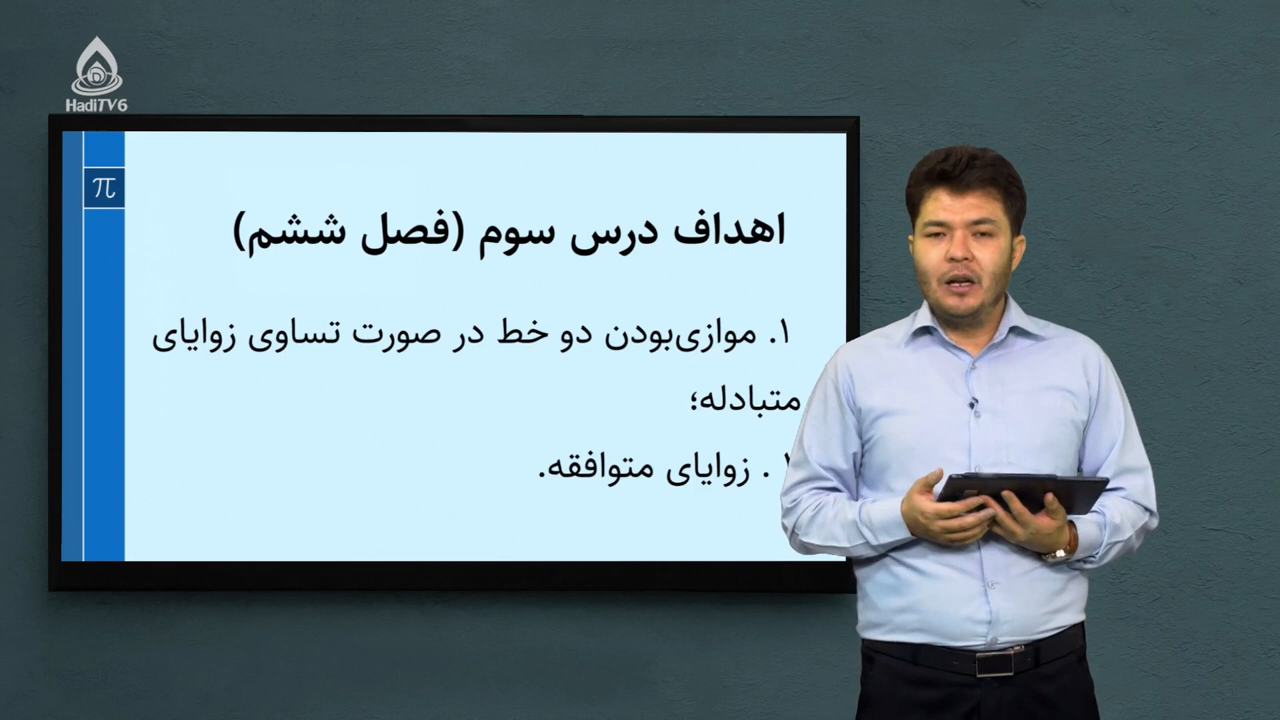 HadiTV6
π
اهداف درس سوم (فصل ششم)
۱. موازی‌بودن دو خط در صورت تساوی زوایای
متبادله؛
. زوایای متوافقه.